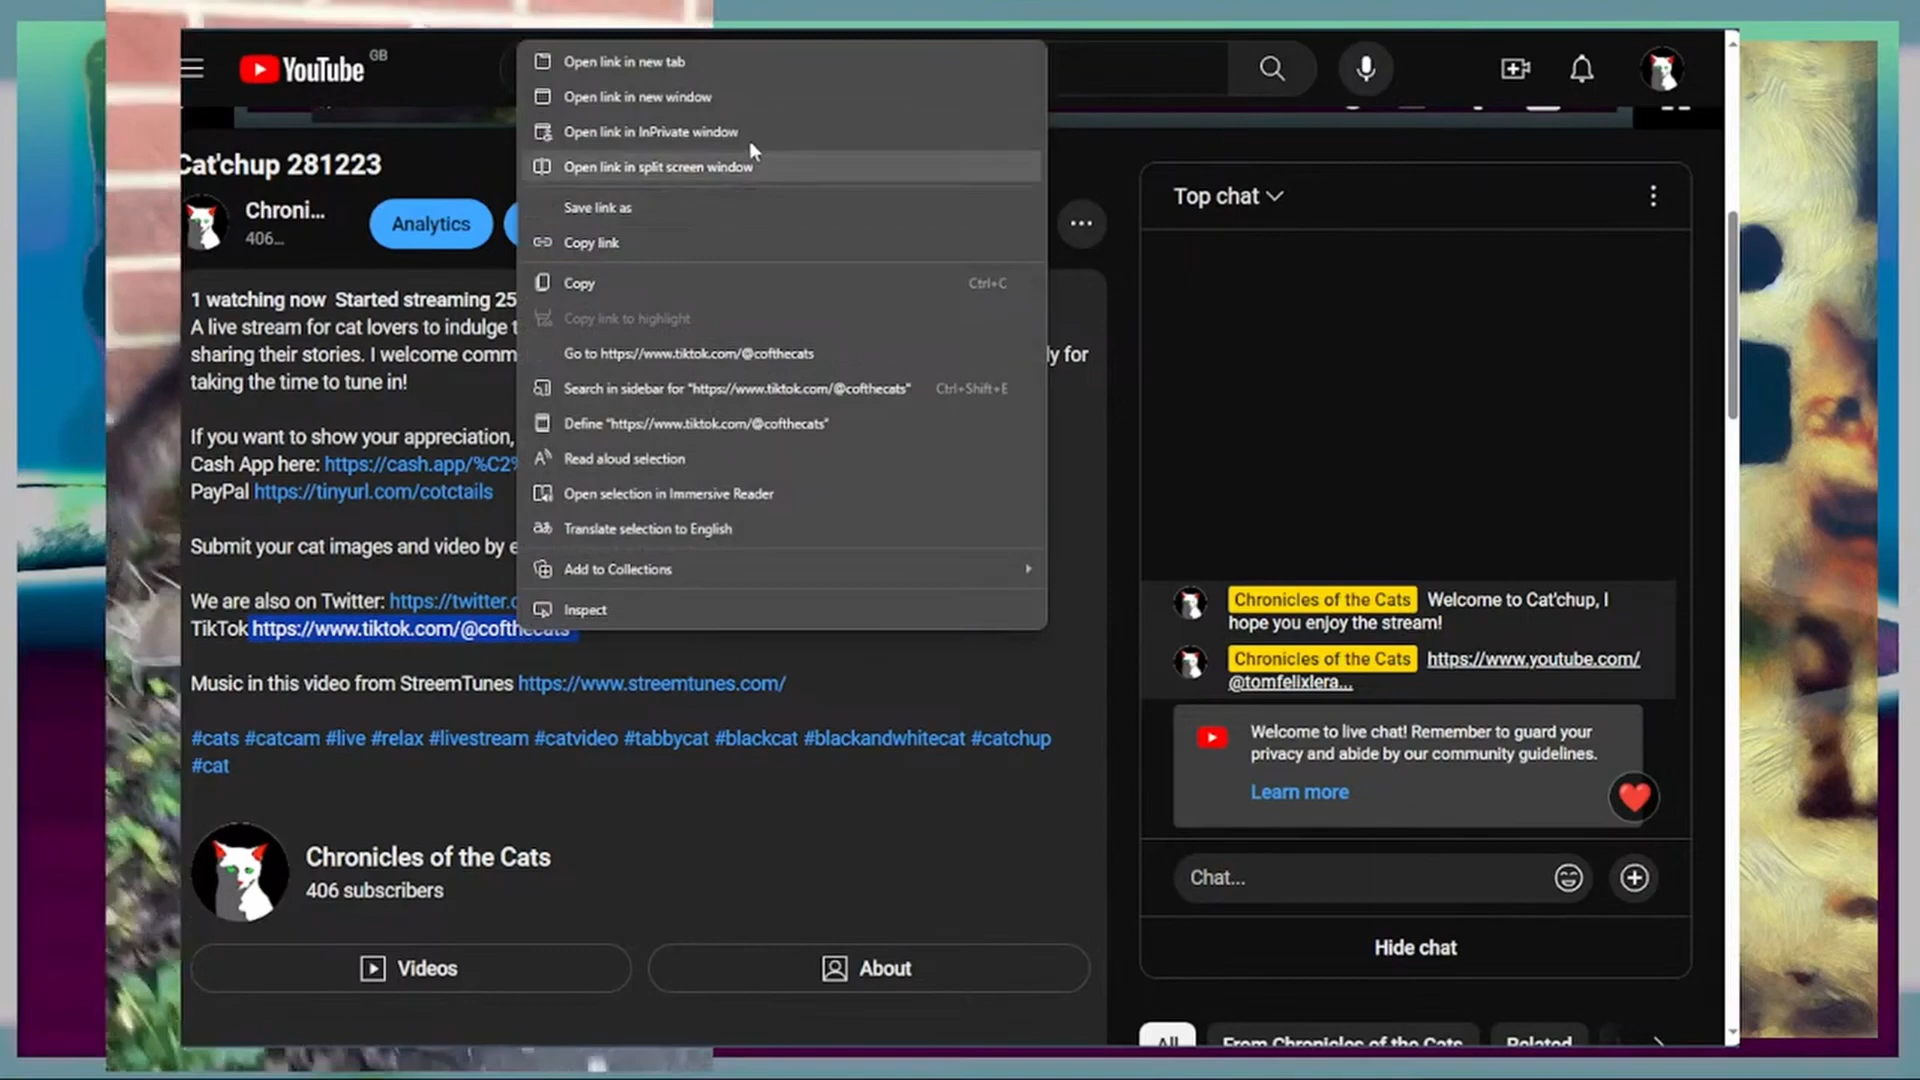 YouTube GB
Cat'chup 281223
Chroni...
406...
Analytics
1 watching now Started streaming 25
A live stream for cat lovers to indulge t
sharing their stories. I welcome comm
ly for
taking the time to tune in!
If you want to show your appreciation,
Cash App here: https://cash.app/%C2%
PayPal https://tinyurl.com/cotctails
Submit your cat images and video by e
We are also on Twitter: https://twitter.c
TikTok https://www.tiktok.com/@cofthecats
Music in this video from StreemTunes https://www.streemtunes.com/
#cats #catcam #live #relax #livestream #catvideo #tabbycat #blackcat #blackandwhitecat #catchup
#cat
Chronicles of the Cats
406 subscribers
Videos
About
Open link in new tab
Open link in new window
Open link in InPrivate window
Open link in split screen window
Save link as
Copy link
Copy Ctrl+C
Copy link to highlight
Go to https://www.tiktok.com/@cofthecats
Search in sidebar for "https://www.tiktok.com/@cofthecats" Ctrl+Shift+E
Define "https://www.tiktok.com/@cofthecats"
Read aloud selection
Open selection in Immersive Reader
Translate selection to English
Add to Collections
Inspect
Top chat
Chronicles of the Cats Welcome to Cat'chup, I
hope you enjoy the stream!
Chronicles of the Cats https://www.youtube.com/
@tomfelixlera...
Welcome to live chat! Remember to guard your
privacy and abide by our community guidelines.
Learn more
Chat...
Hide chat
All From Chronicles of the Cats Related